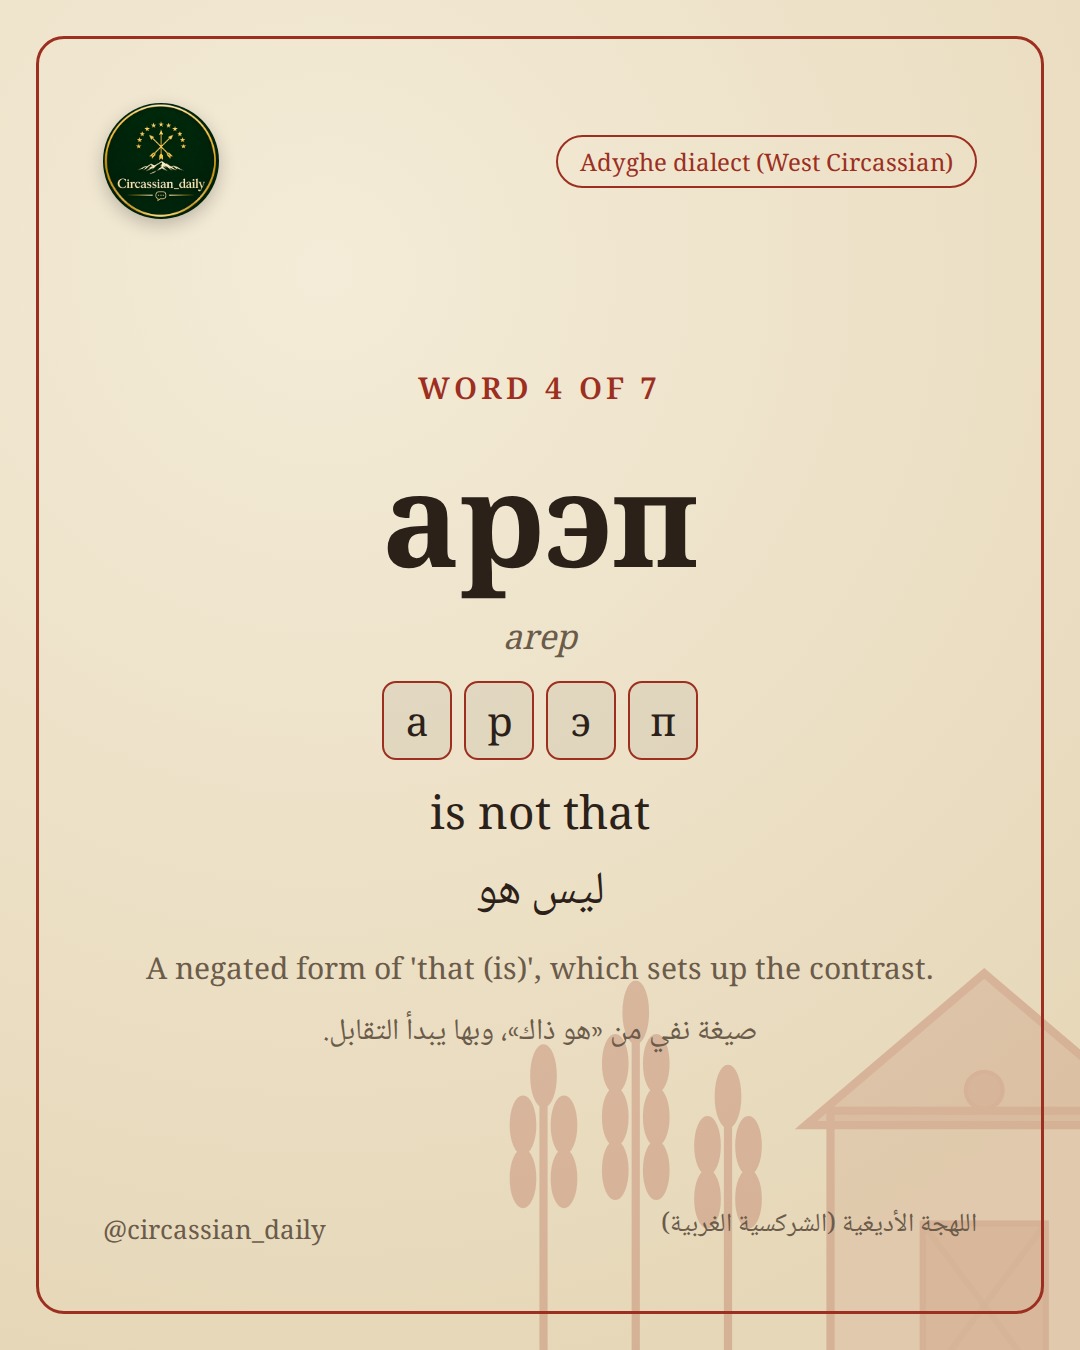 Circassian_daily
Adyghe dialect (West Circassian)
WORD 4 OF 7
арэп
arep
а р э п
is not that
ليس هو
A negated form of 'that (is)', which sets up the contrast.
صيغة نفي من «هو ذاك»، وبها يبدأ التقابل.
@circassian_daily
اللهجة الأديغية (الشركسية الغربية)